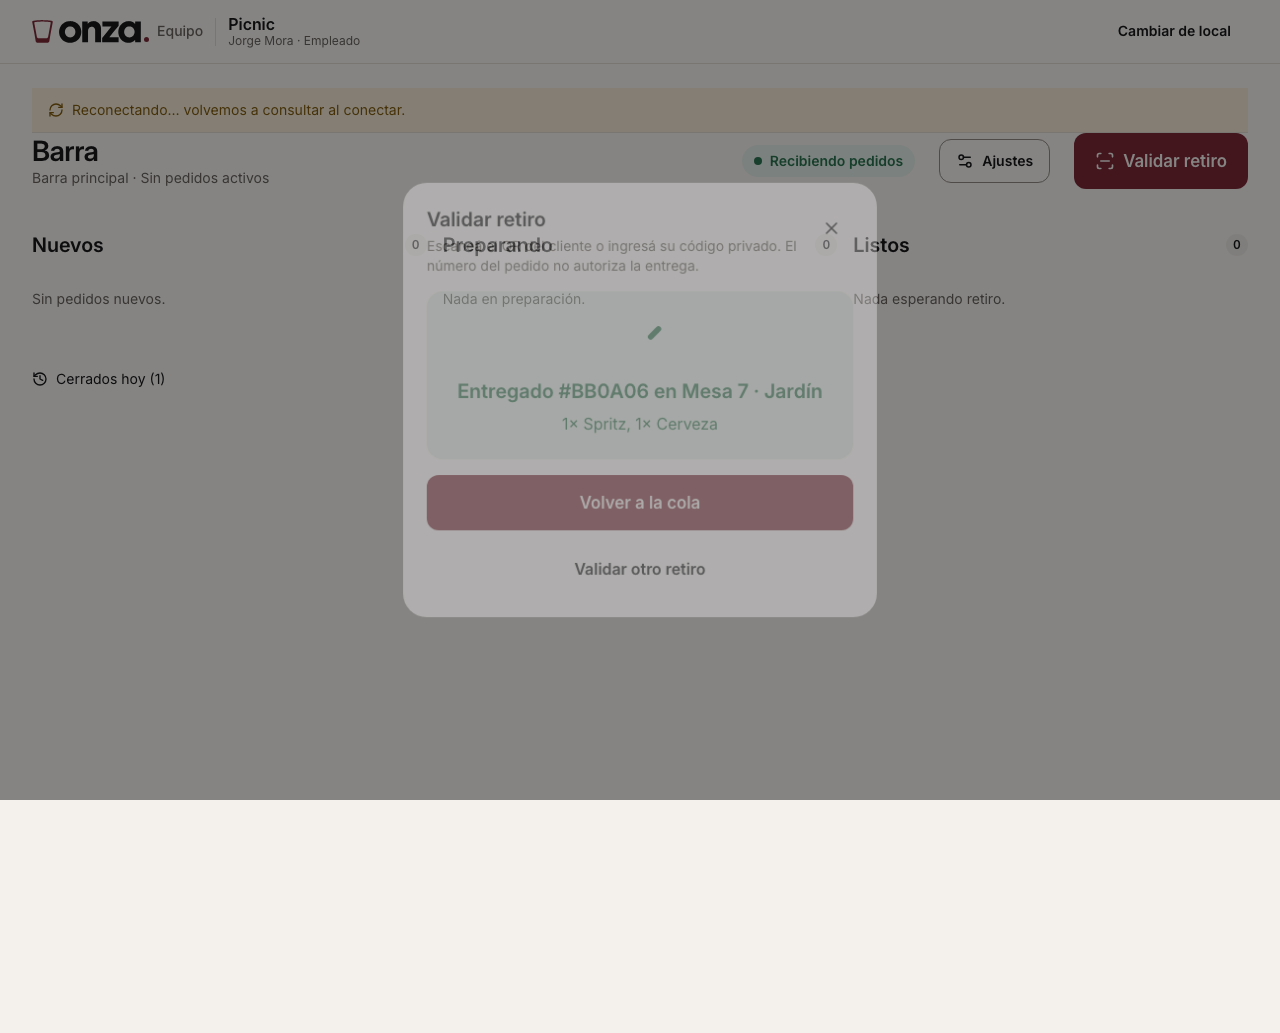 onza. Equipo
Picnic
Jorge Mora · Empleado
Cambiar de local
Reconectando... volvemos a consultar al conectar.
Barra
Barra principal · Sin pedidos activos
Recibiendo pedidos
Ajustes
Validar retiro
Nuevos
0
Sin pedidos nuevos.
Preparando
0
Nada en preparación.
Listos
0
Nada esperando retiro.
Cerrados hoy (1)
Validar retiro
cliente o ingresá su código privado. El
número del pedido no autoriza la entrega.
Entregado #BB0A06 en Mesa 7 · Jardín
1× Spritz, 1× Cerveza
Volver a la cola
Validar otro retiro